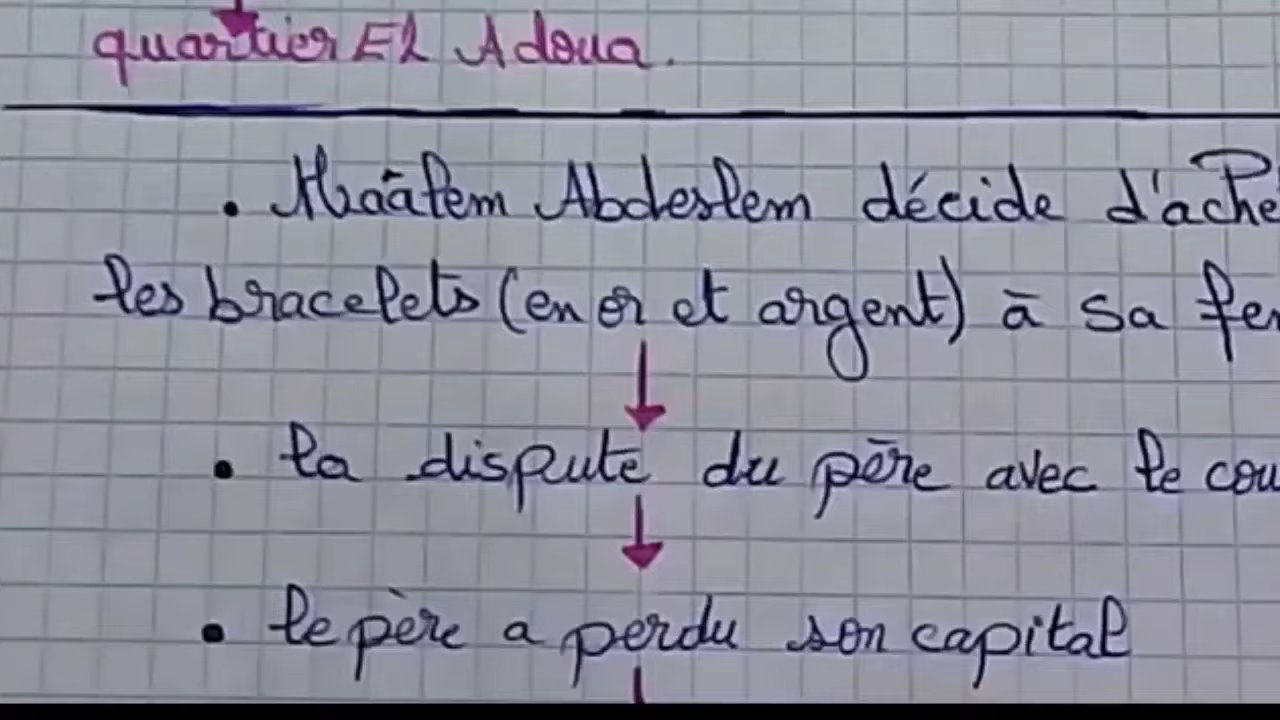 quartier El Adoua.
. Maâlem Abdeslem décide d'ache
les bracelets (en or et argent) à sa fe
. la dispute du père avec le cou
. le père a perdu son capital